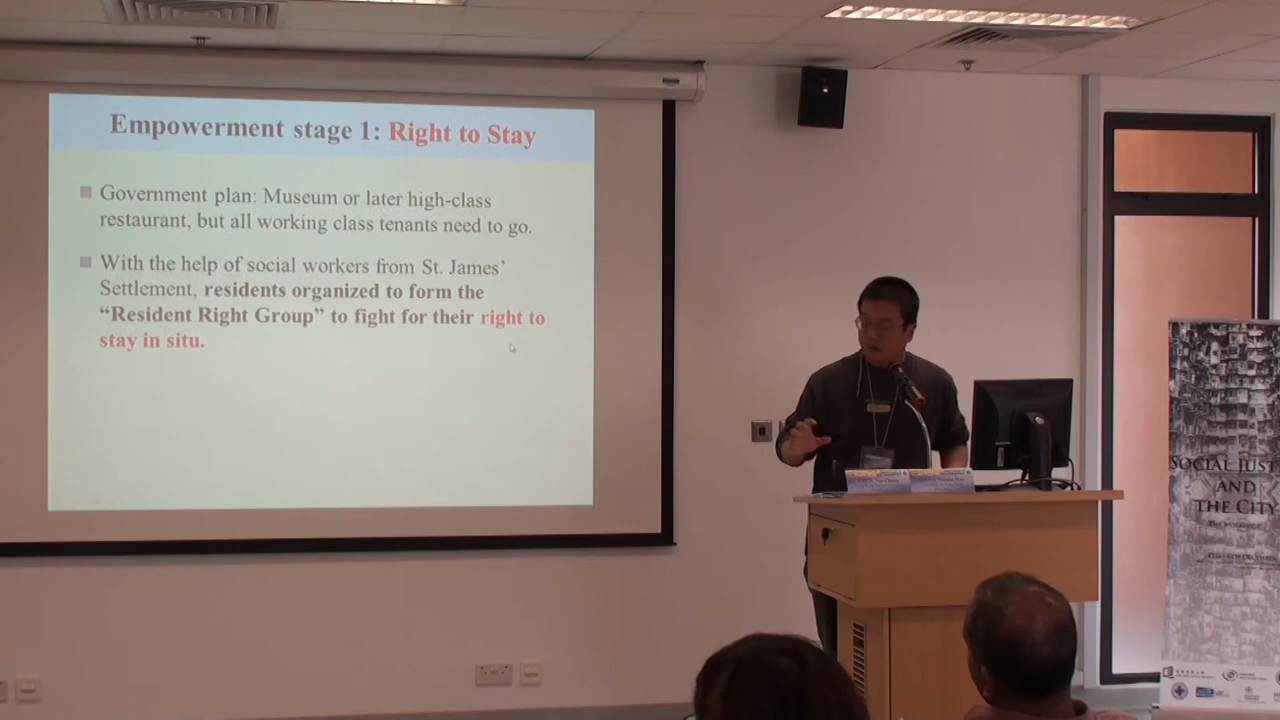 Empowerment stage 1: Right to Stay
Government plan: Museum or later high-class
restaurant, but all working class tenants need to go.
With the help of social workers from St. James’
Settlement, residents organized to form the
“Resident Right Group” to fight for their right to
stay in situ.
SOCIAL JUST
AND
THE CITY